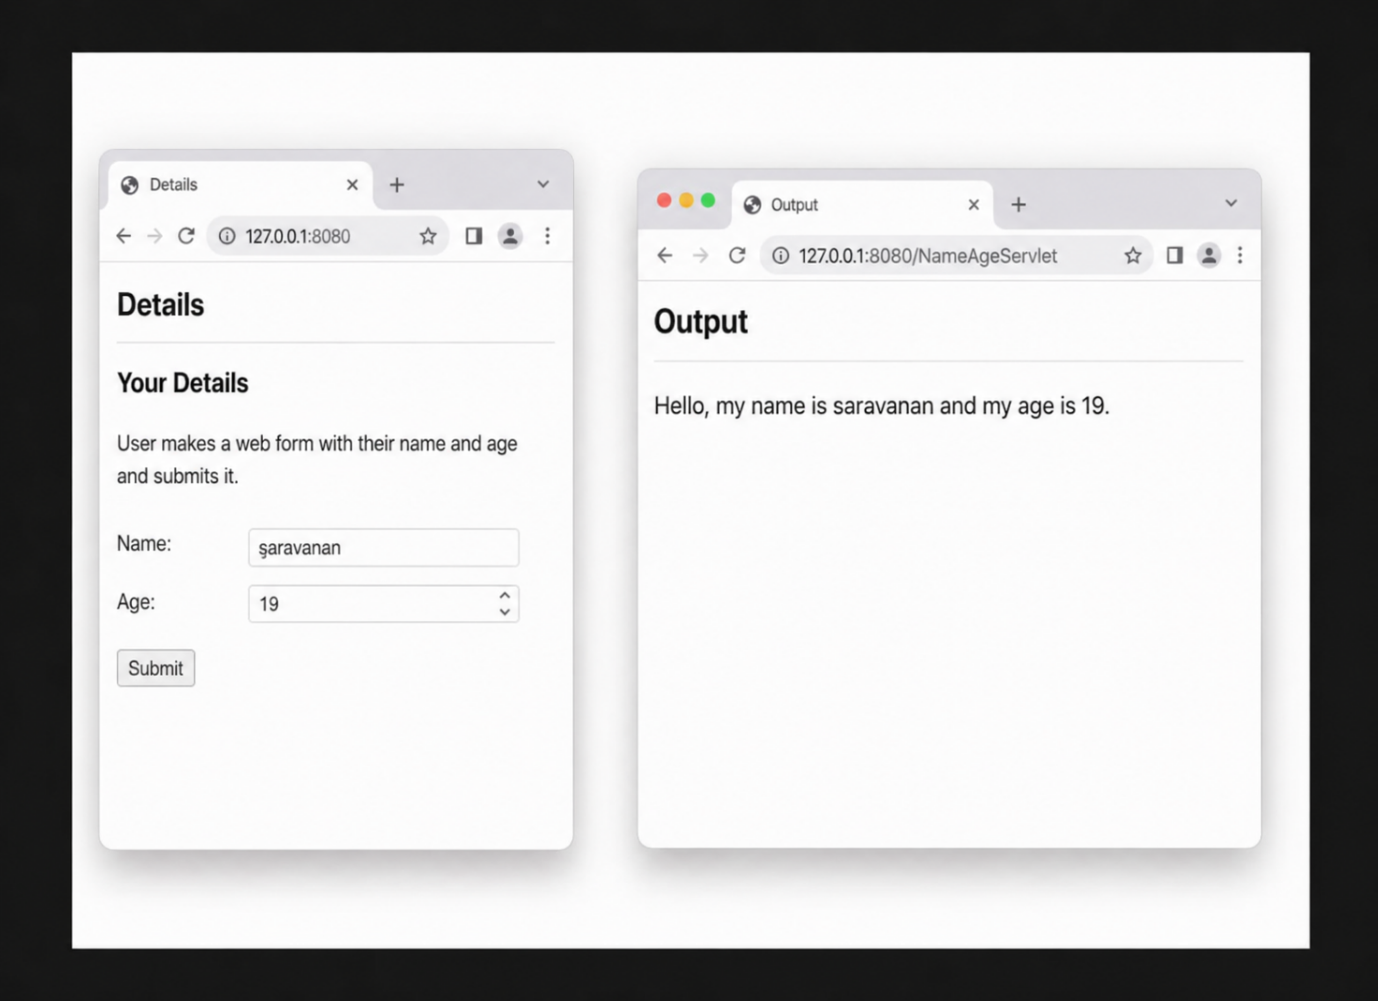 Details
127.0.0.1:8080
Details
Your Details
User makes a web form with their name and age
and submits it.
Name: şaravanan
Age: 19
Submit
Output
127.0.0.1:8080/NameAgeServlet
Output
Hello, my name is saravanan and my age is 19.